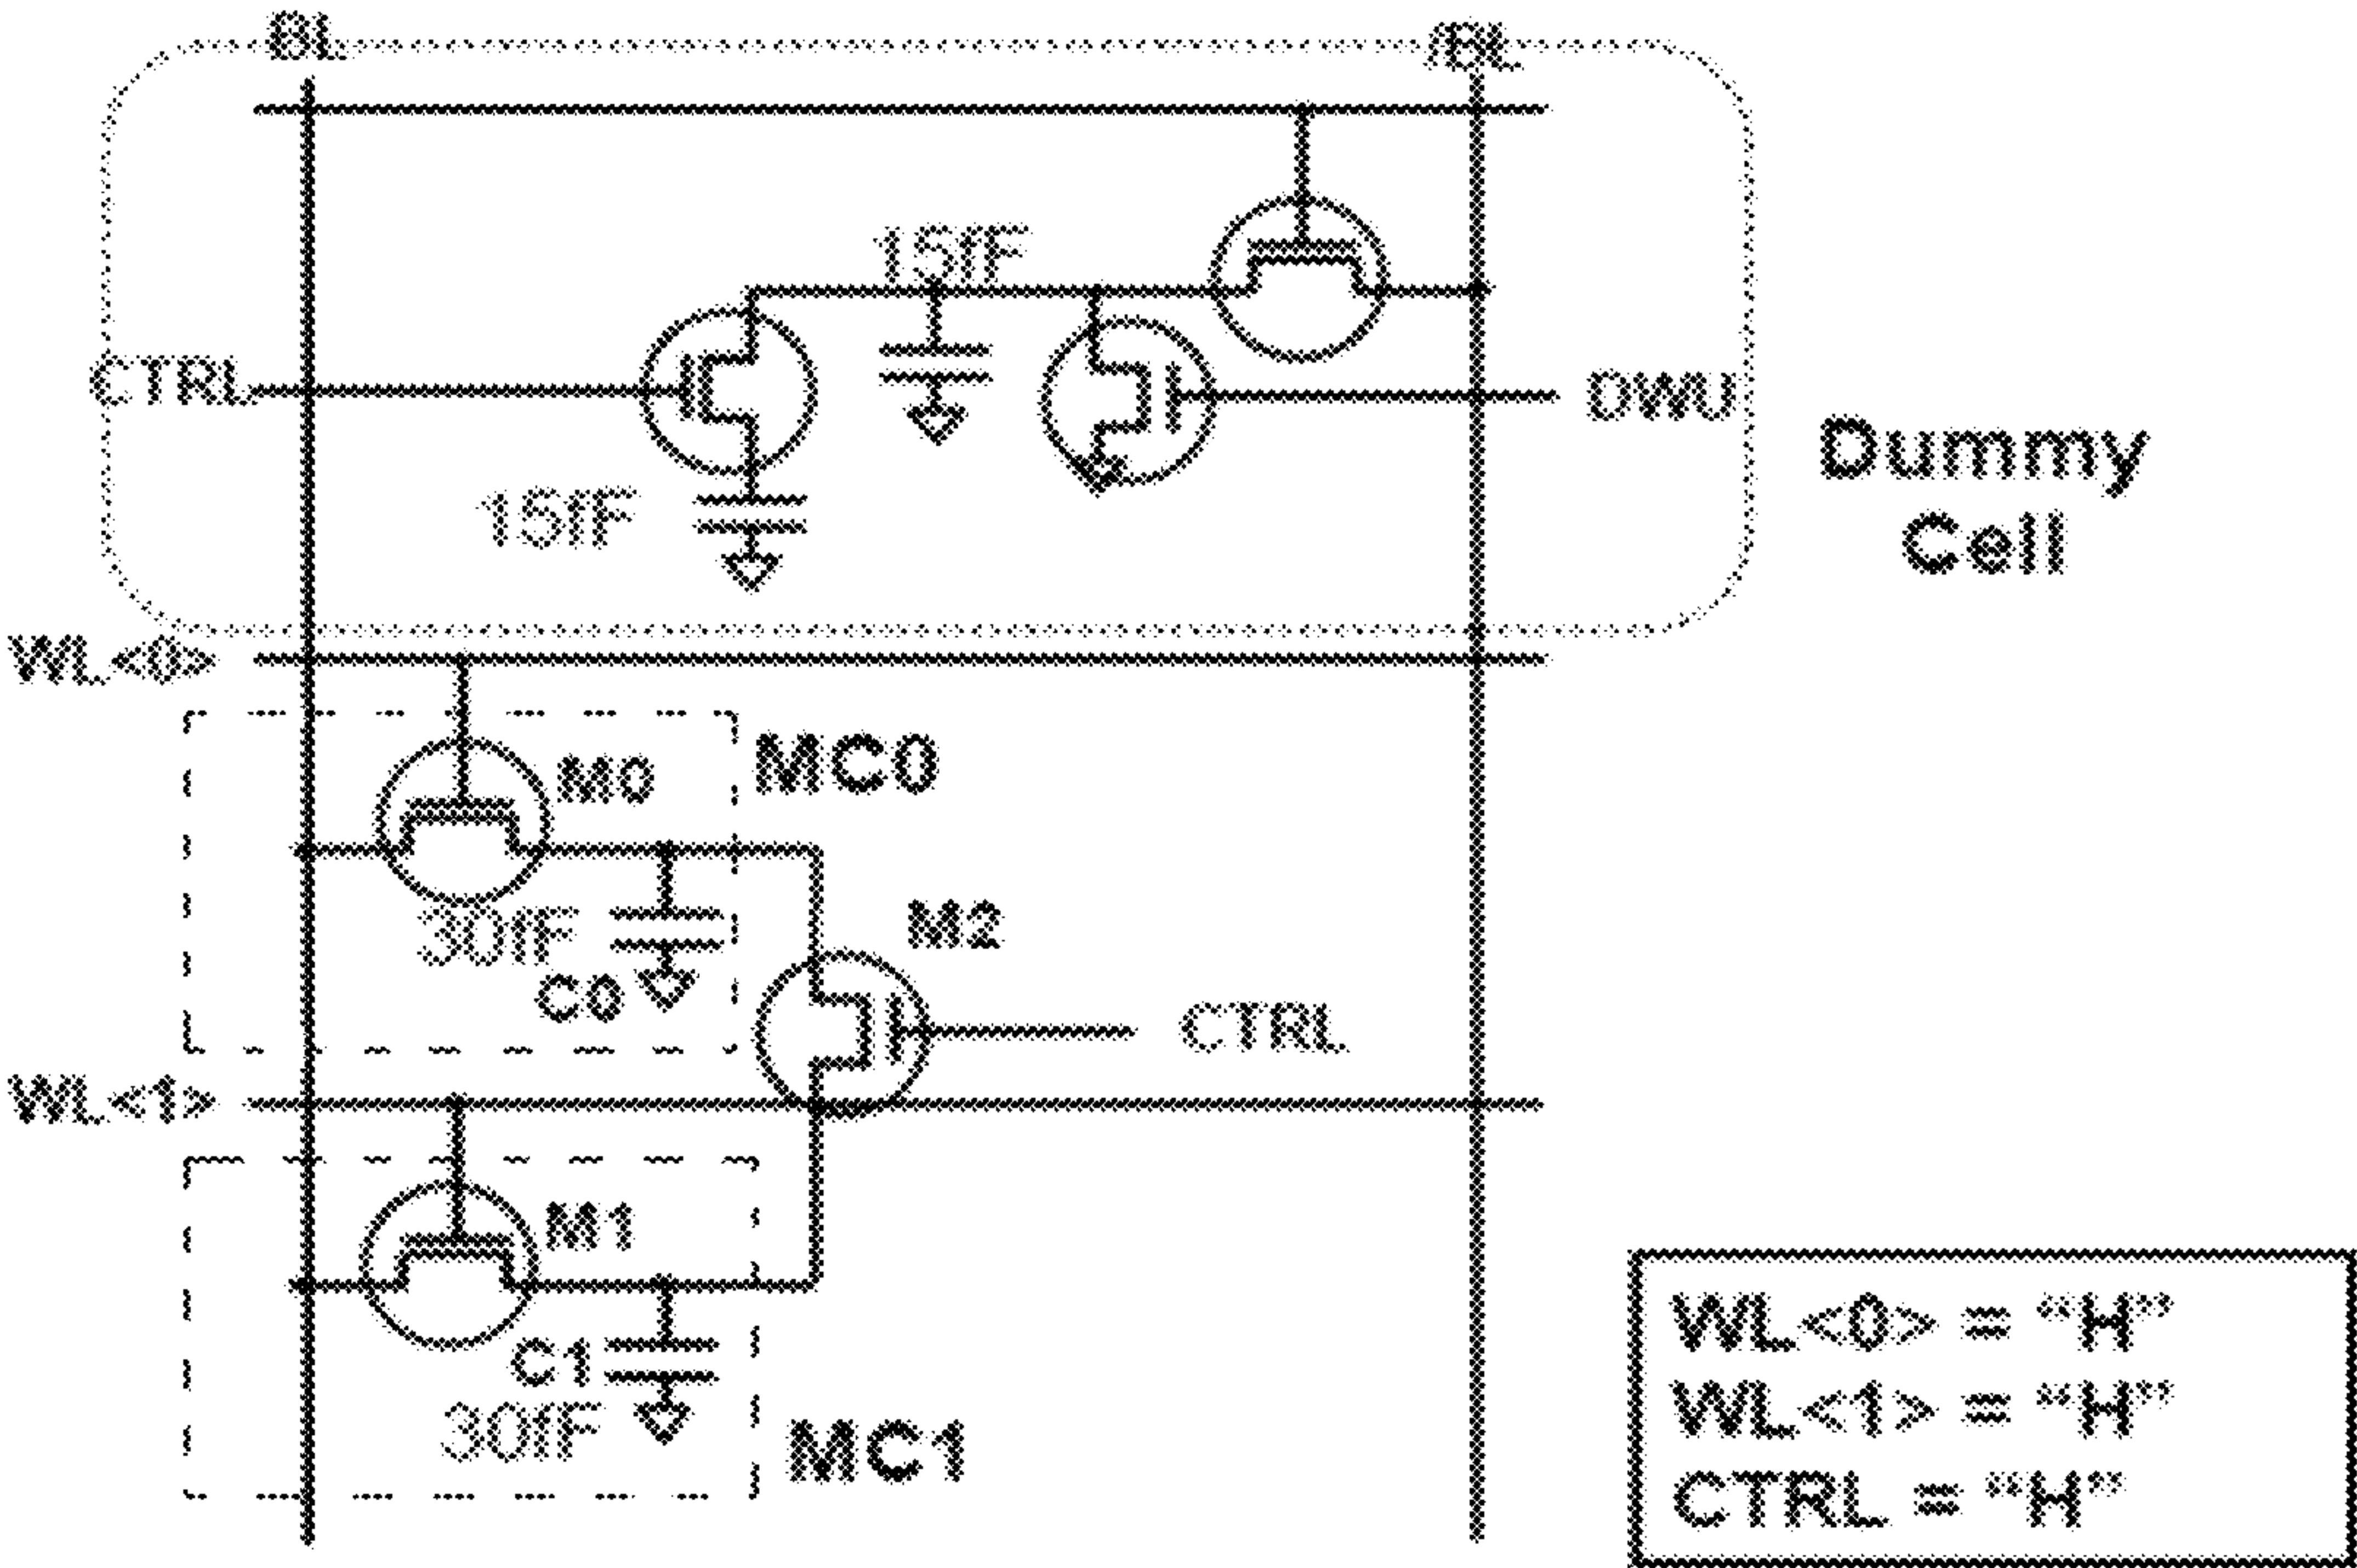 BL
/BL
15fF
CTRL
DWU
Dummy
Cell
15fF
WL<0>
M0
MC0
30fF
C0
M2
CTRL
WL<1>
M1
C1
30fF
MC1
WL<0> = “H”
WL<1> = “H”
CTRL = “H”